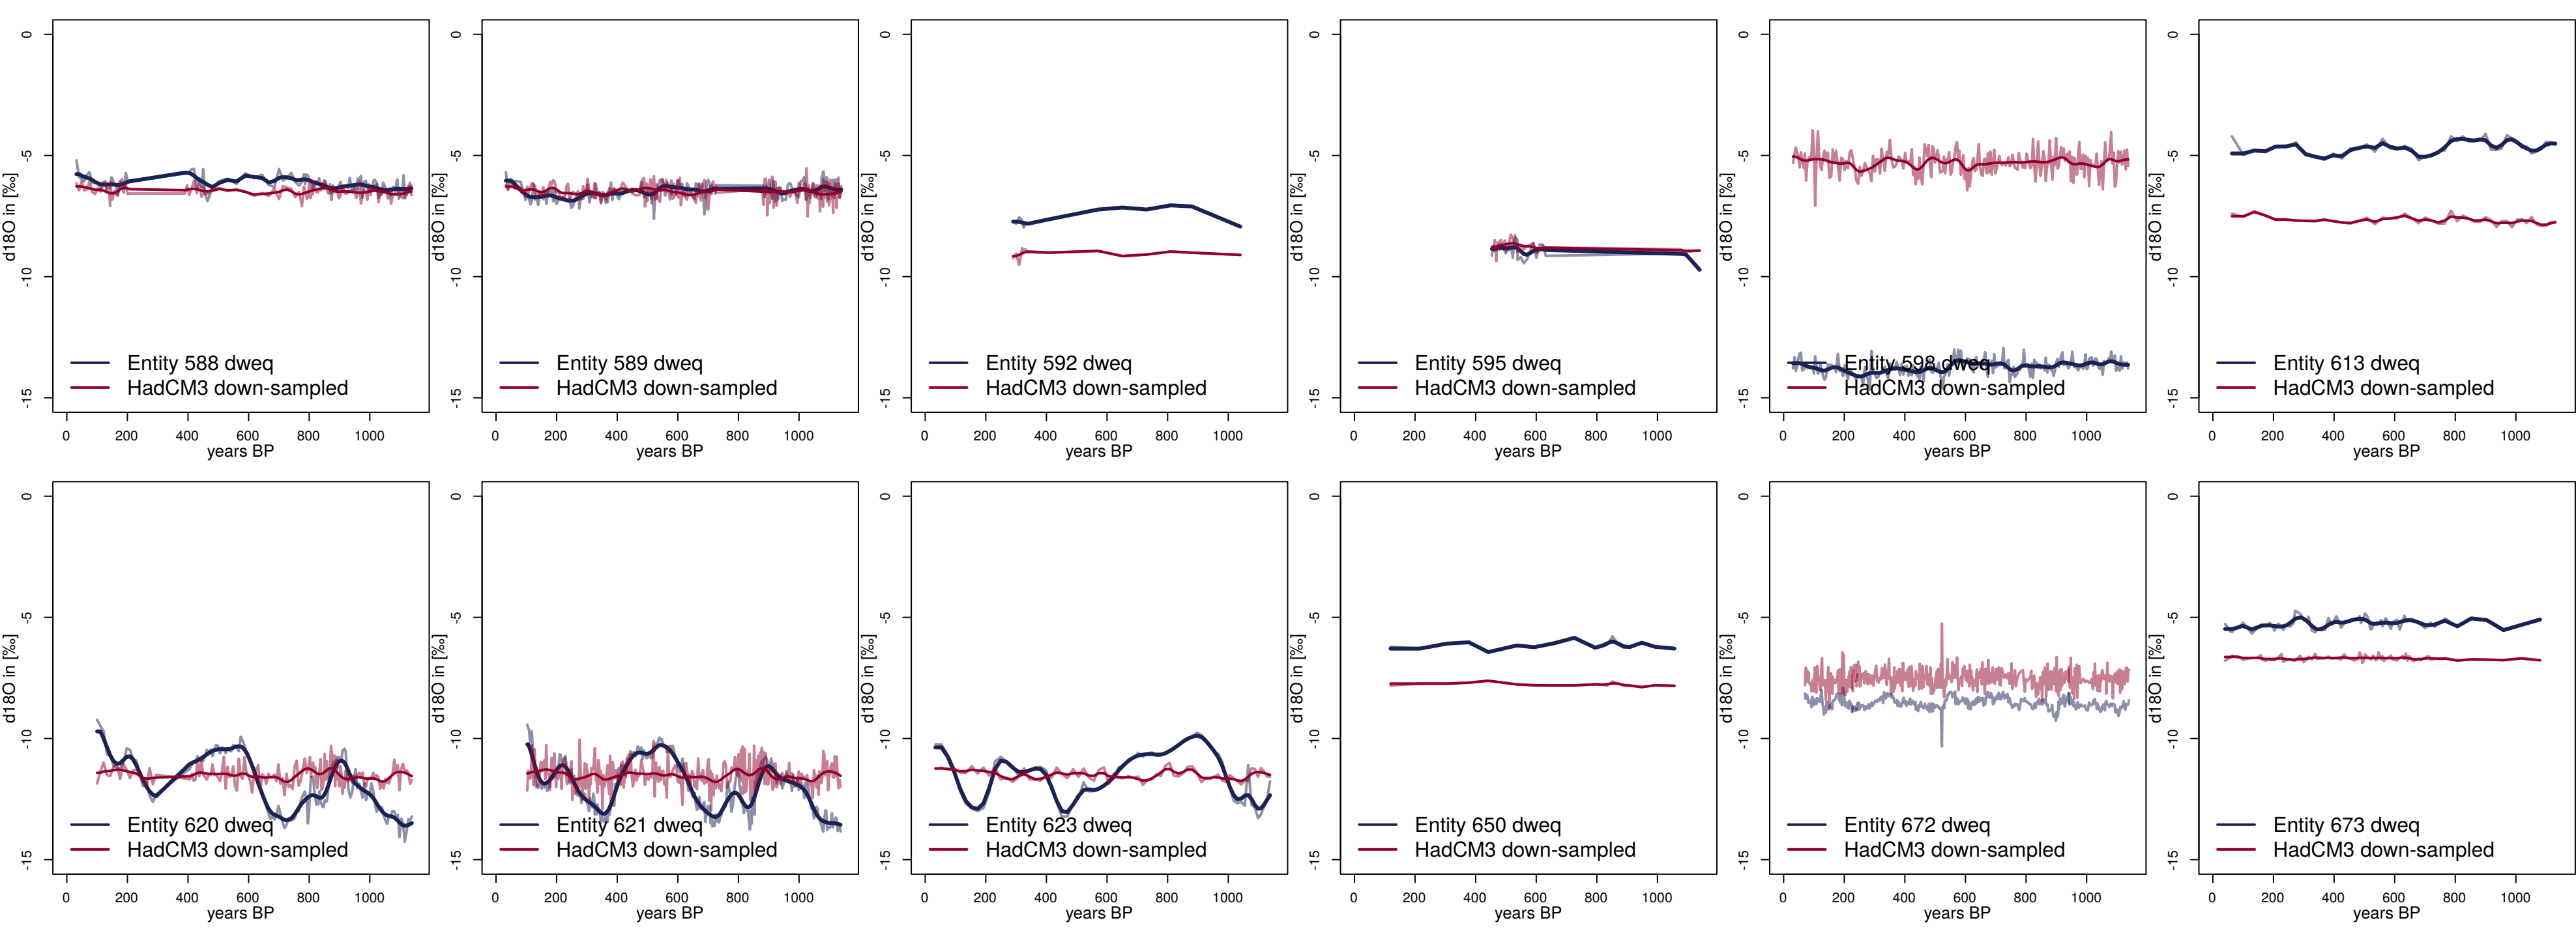 0
-5
-10
-15
d18O in [‰]
Entity 588 dweq
HadCM3 down-sampled
0 200 400 600 800 1000
years BP
0
-5
-10
-15
d18O in [‰]
Entity 589 dweq
HadCM3 down-sampled
0 200 400 600 800 1000
years BP
0
-5
-10
-15
d18O in [‰]
Entity 592 dweq
HadCM3 down-sampled
0 200 400 600 800 1000
years BP
0
-5
-10
-15
d18O in [‰]
Entity 595 dweq
HadCM3 down-sampled
0 200 400 600 800 1000
years BP
0
-5
-10
-15
d18O in [‰]
Entity 598 dweq
HadCM3 down-sampled
0 200 400 600 800 1000
years BP
0
-5
-10
-15
d18O in [‰]
Entity 613 dweq
HadCM3 down-sampled
0 200 400 600 800 1000
years BP
0
-5
-10
-15
d18O in [‰]
Entity 620 dweq
HadCM3 down-sampled
0 200 400 600 800 1000
years BP
0
-5
-10
-15
d18O in [‰]
Entity 621 dweq
HadCM3 down-sampled
0 200 400 600 800 1000
years BP
0
-5
-10
-15
d18O in [‰]
Entity 623 dweq
HadCM3 down-sampled
0 200 400 600 800 1000
years BP
0
-5
-10
-15
d18O in [‰]
Entity 650 dweq
HadCM3 down-sampled
0 200 400 600 800 1000
years BP
0
-5
-10
-15
d18O in [‰]
Entity 672 dweq
HadCM3 down-sampled
0 200 400 600 800 1000
years BP
0
-5
-10
-15
d18O in [‰]
Entity 673 dweq
HadCM3 down-sampled
0 200 400 600 800 1000
years BP